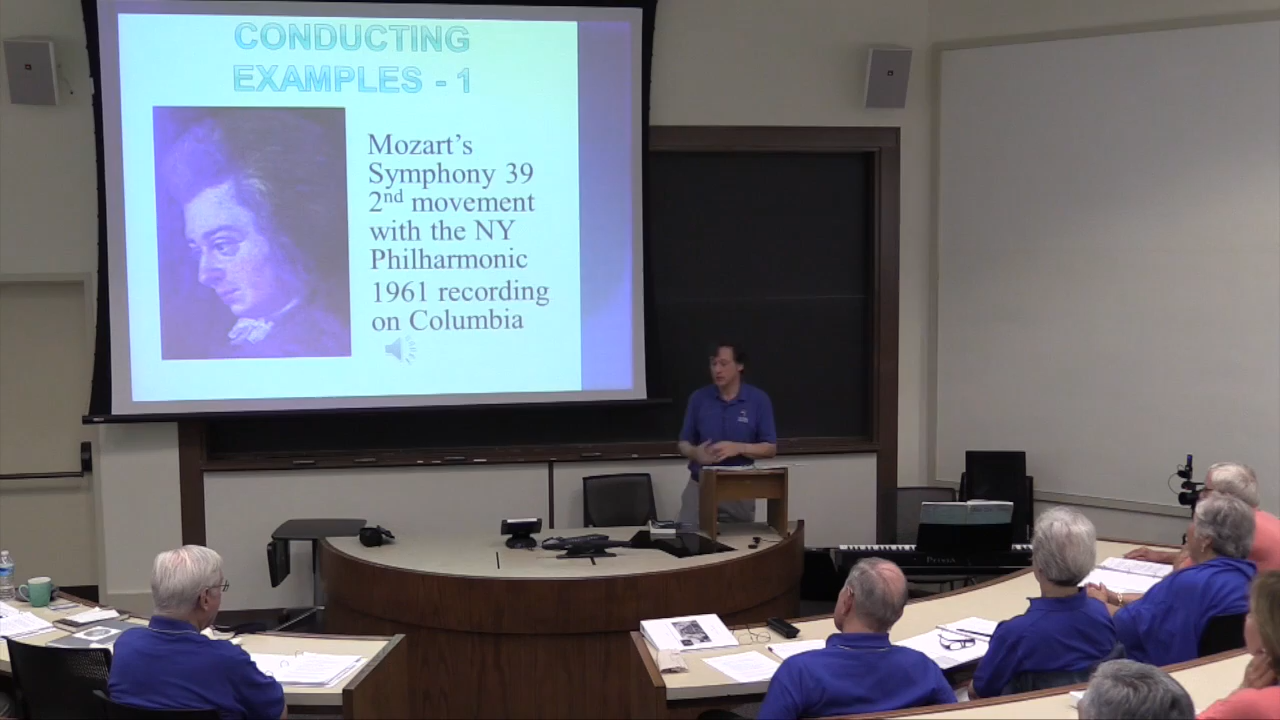 CONDUCTING
EXAMPLES - 1
Mozart's
Symphony 39
2nd movement
with the NY
Philharmonic
1961 recording
on Columbia